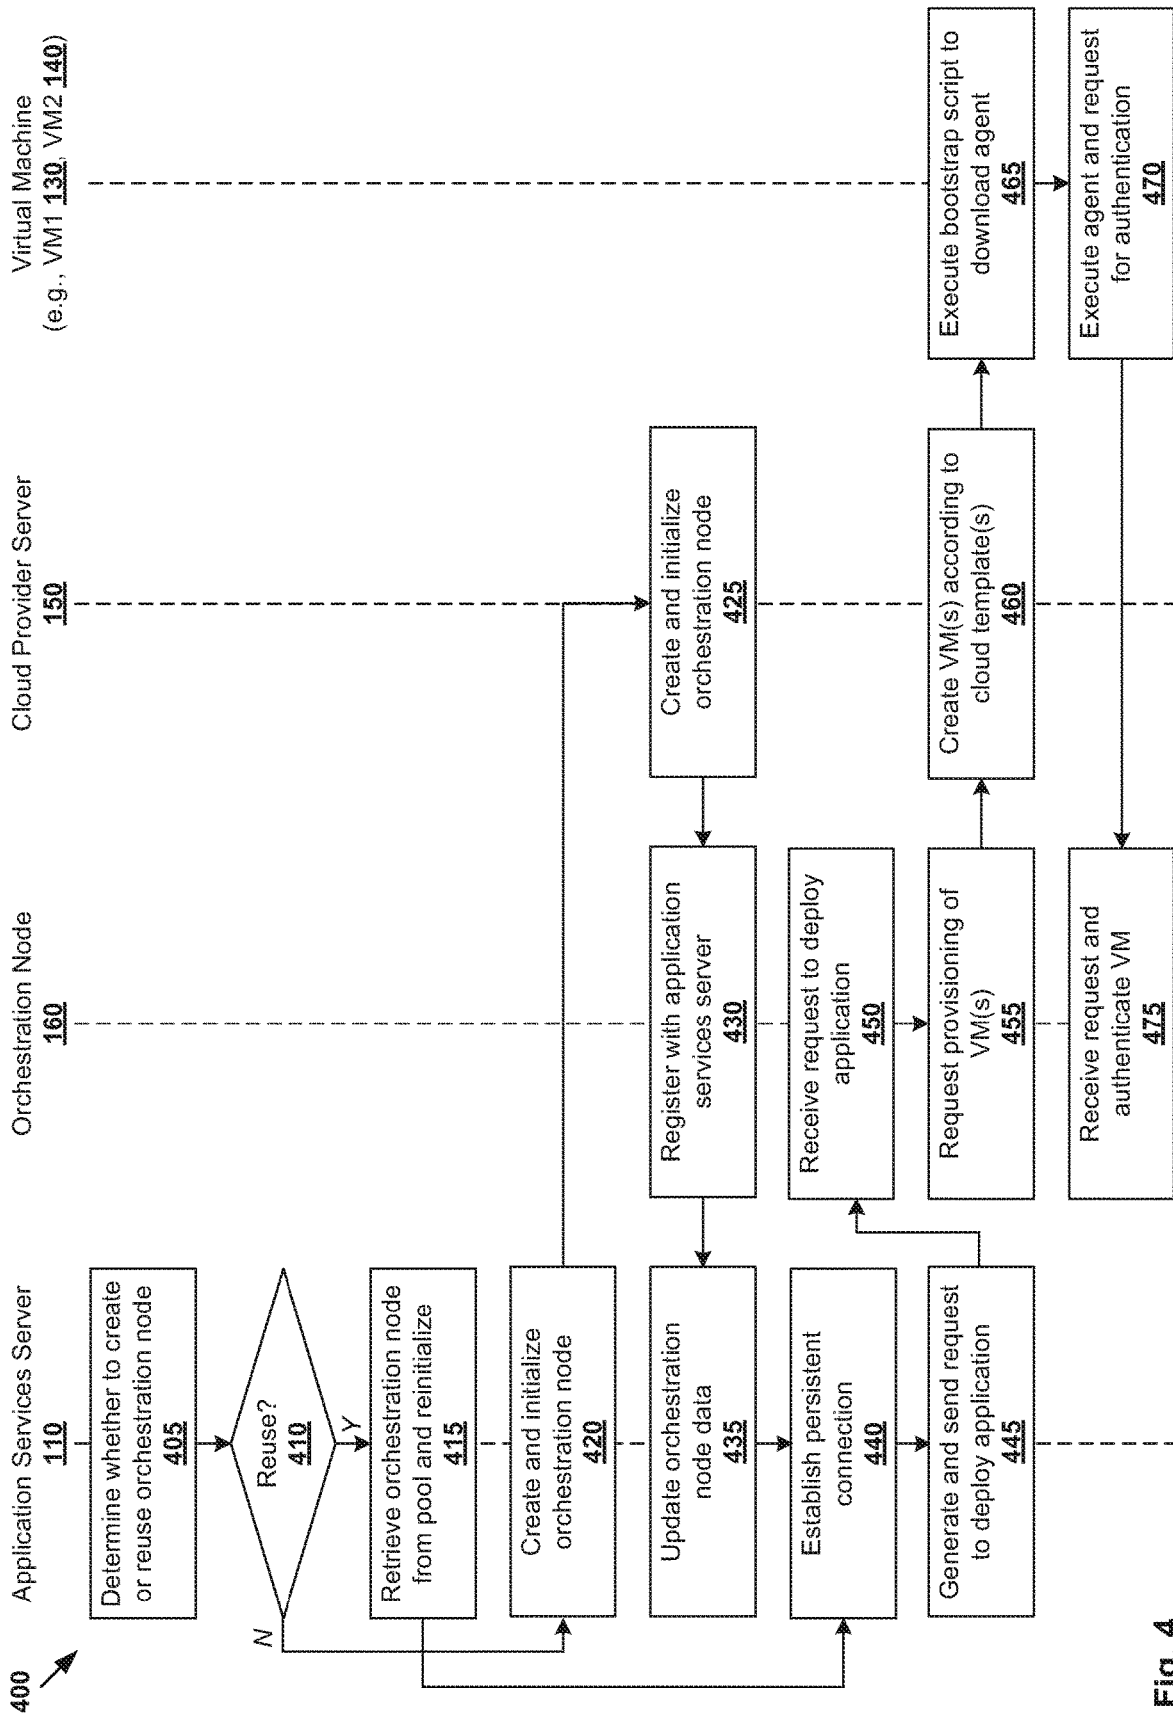 400
Application Services Server
110
Orchestration Node
160
Cloud Provider Server
150
Virtual Machine
(e.g., VM1 130, VM2 140)
Determine whether to create
or reuse orchestration node
405
Reuse?
410
N
Y
Retrieve orchestration node
from pool and reinitialize
415
Create and initialize
orchestration node
420
Create and initialize
orchestration node
425
Register with application
services server
430
Update orchestration
node data
435
Establish persistent
connection
440
Generate and send request
to deploy application
445
Receive request to deploy
application
450
Request provisioning of
VM(s)
455
Create VM(s) according to
cloud template(s)
460
Execute bootstrap script to
download agent
465
Execute agent and request
for authentication
470
Receive request and
authenticate VM
475
Fig. 4